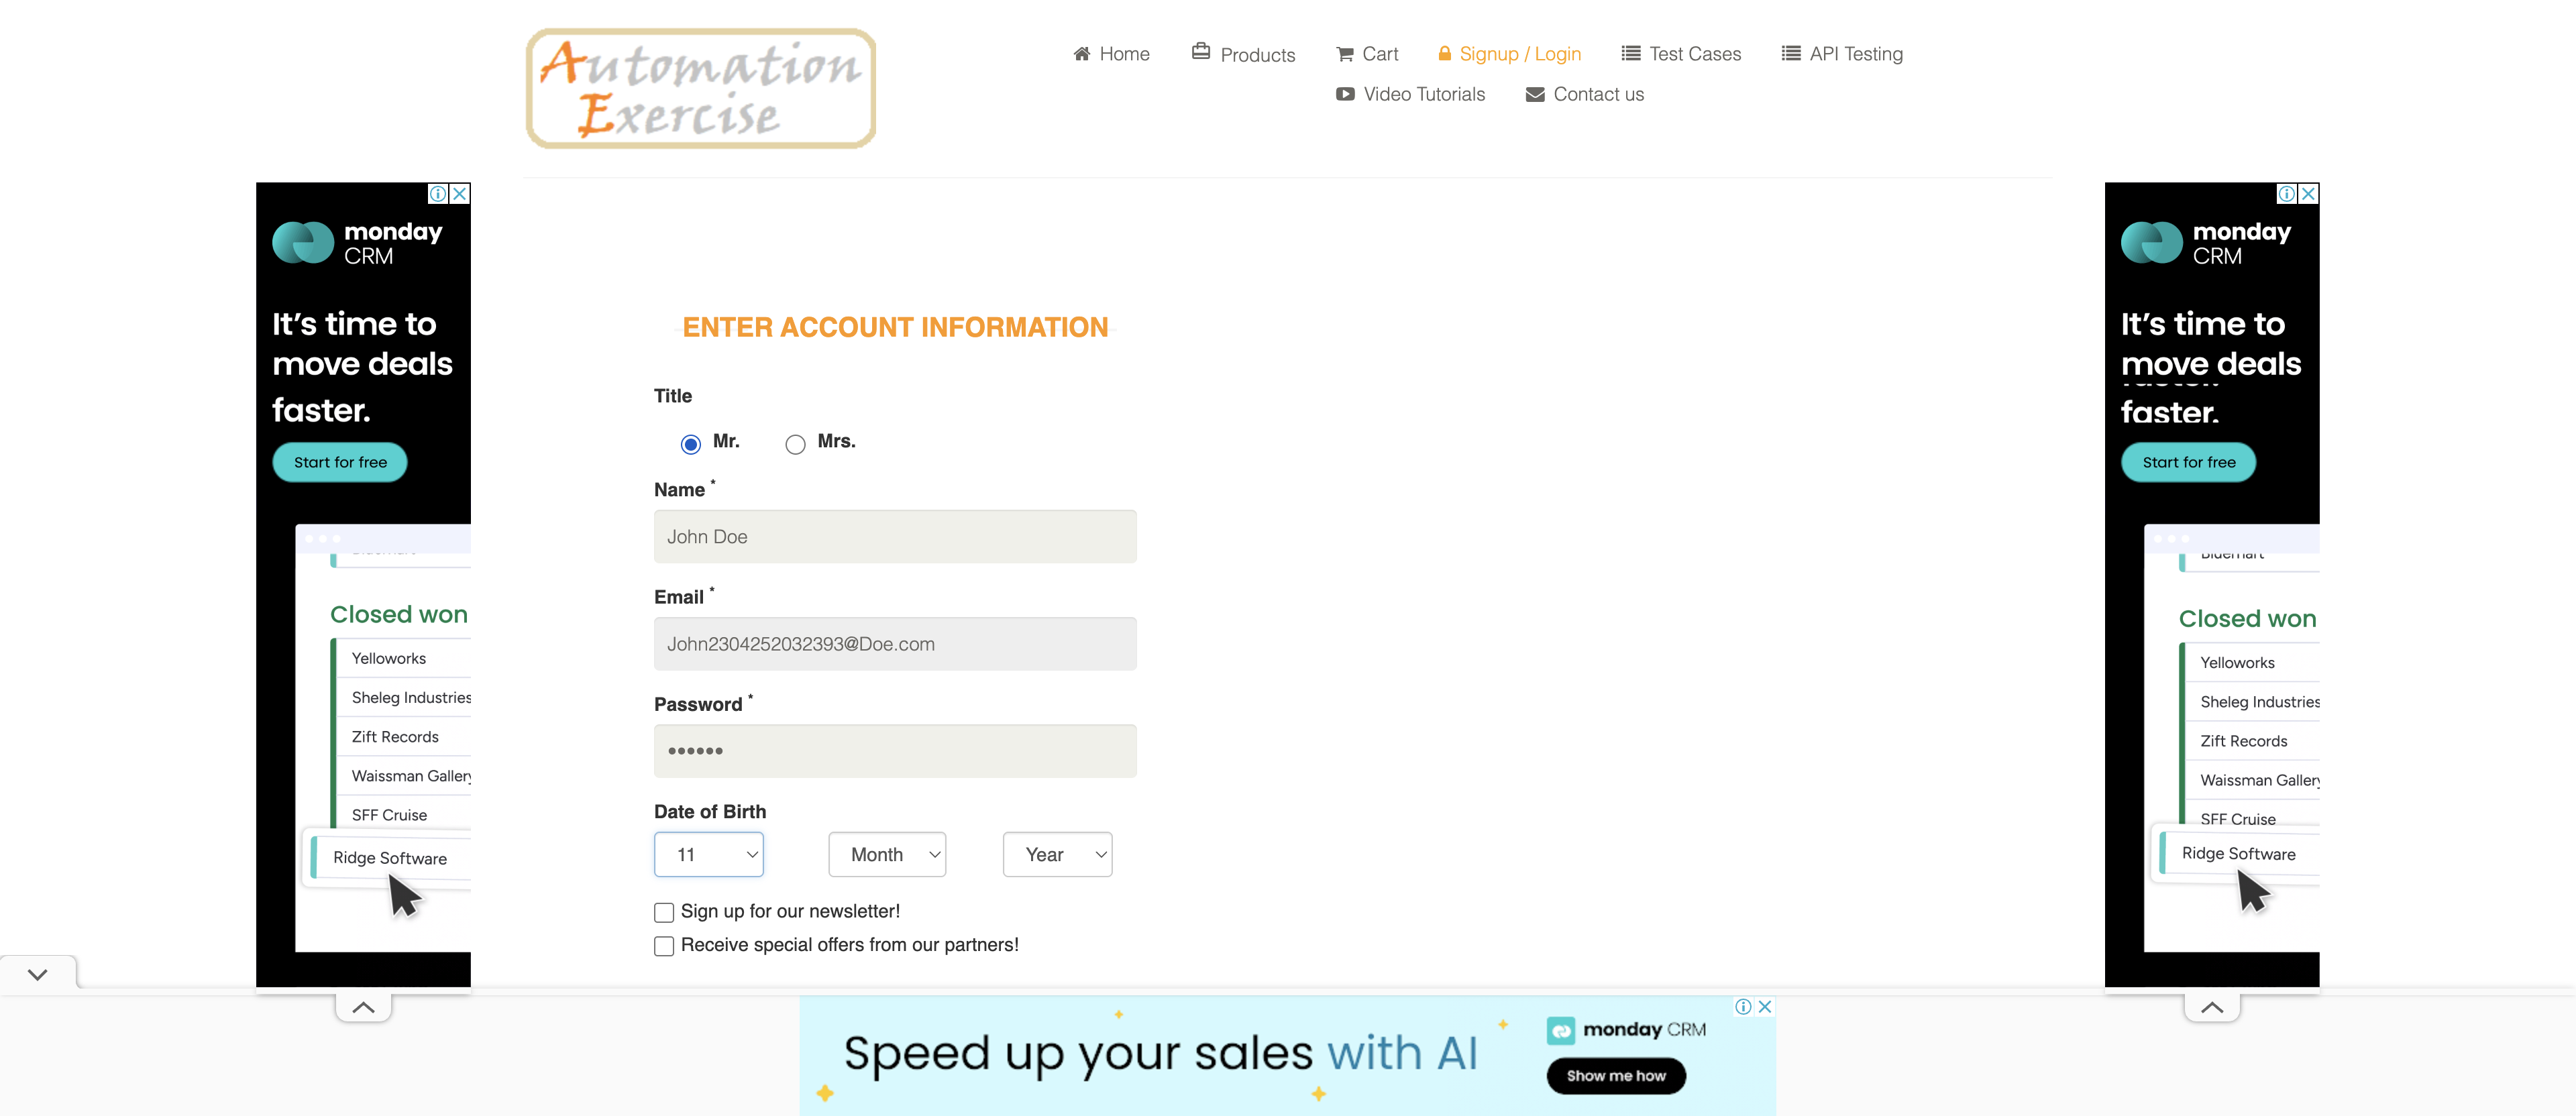 Automation
Exercise
Home
Products
Cart
Signup / Login
Test Cases
API Testing
Video Tutorials
Contact us
monday
CRM
It's time to
move deals
faster.
Start for free
Closed won
Yelloworks
Sheleg Industries
Zift Records
Waissman Gallery
SFF Cruise
Ridge Software
ENTER ACCOUNT INFORMATION
Title
Mr.
Mrs.
Name *
John Doe
Email *
John2304252032393@Doe.com
Password *
••••••
Date of Birth
11
Month
Year
Sign up for our newsletter!
Receive special offers from our partners!
monday
CRM
It's time to
move deals
faster.
Start for free
Closed won
Yelloworks
Sheleg Industries
Zift Records
Waissman Gallery
SFF Cruise
Ridge Software
Speed up your sales with AI
monday CRM
Show me how